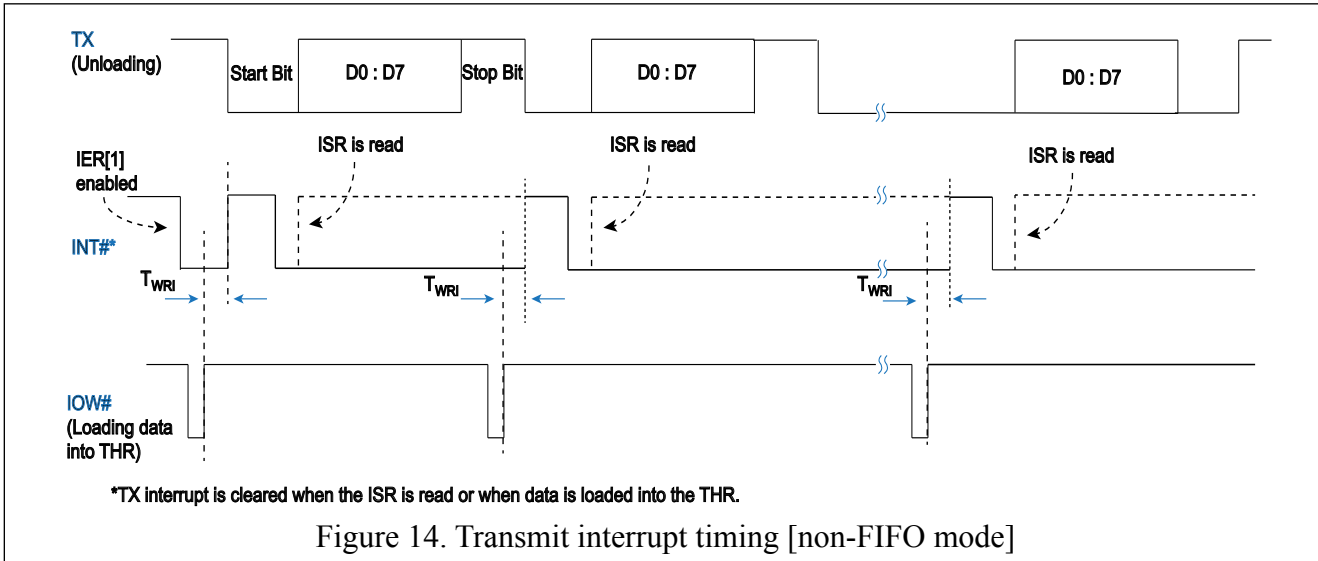 TX
(Unloading)
Start Bit
D0 : D7
Stop Bit
D0 : D7
D0 : D7
IER[1]
enabled
ISR is read
ISR is read
ISR is read
INT#*
TWRI
TWRI
TWRI
IOW#
(Loading data
into THR)
*TX interrupt is cleared when the ISR is read or when data is loaded into the THR.
Figure 14. Transmit interrupt timing [non-FIFO mode]